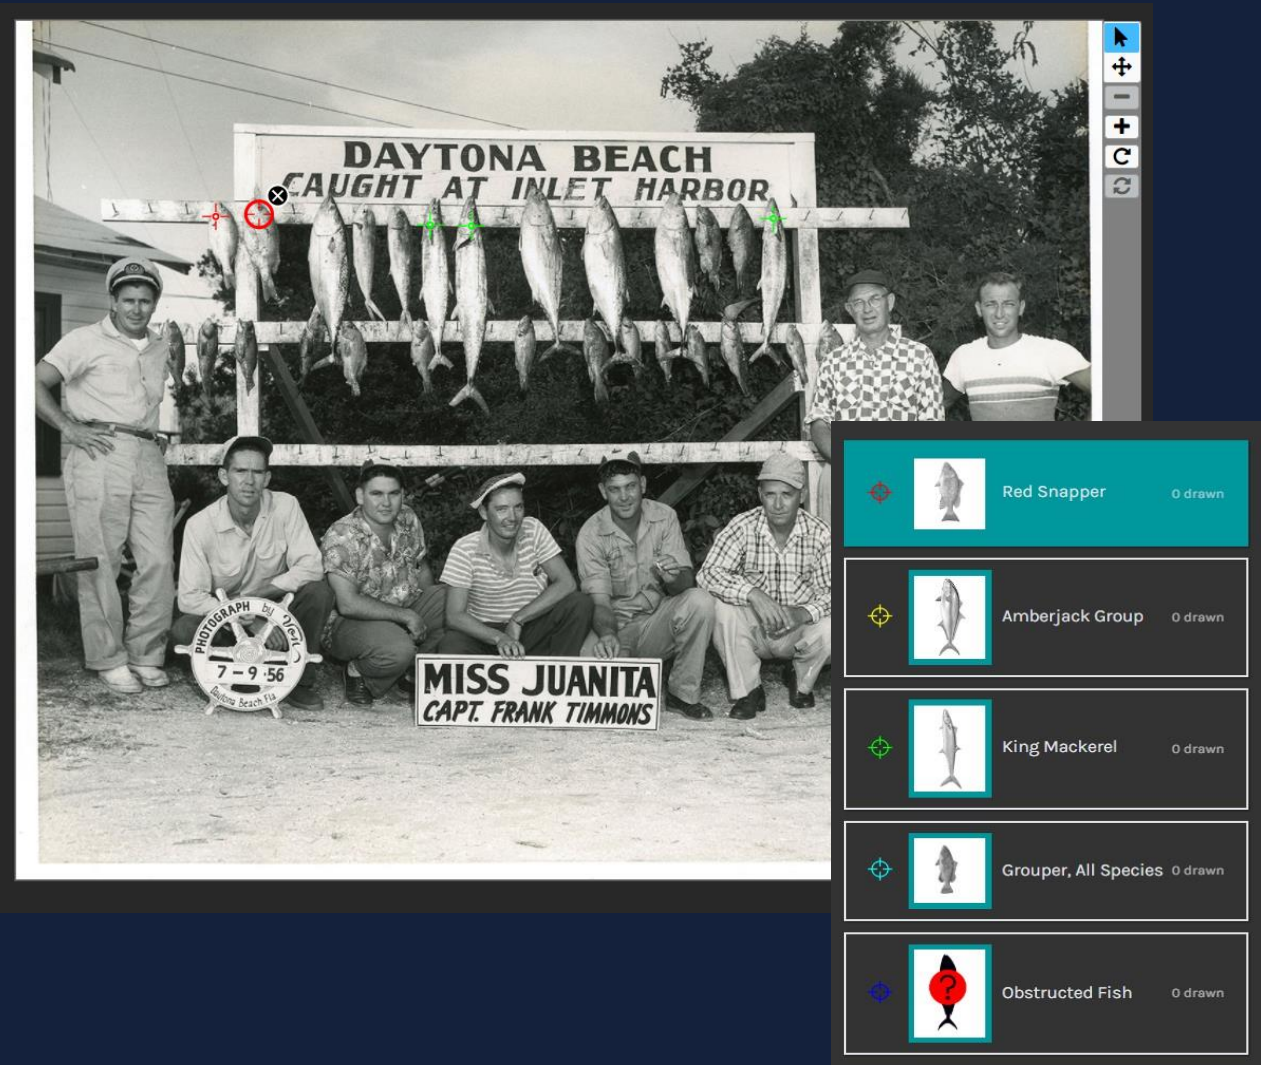 DAYTONA BEACH
CAUGHT AT INLET HARBOR
PHOTOGRAPH by
7-9-56
Daytona Beach Fla
MISS JUANITA
CAPT. FRANK TIMMONS
Red Snapper 0 drawn
Amberjack Group 0 drawn
King Mackerel 0 drawn
Grouper, All Species 0 drawn
?
Obstructed Fish 0 drawn